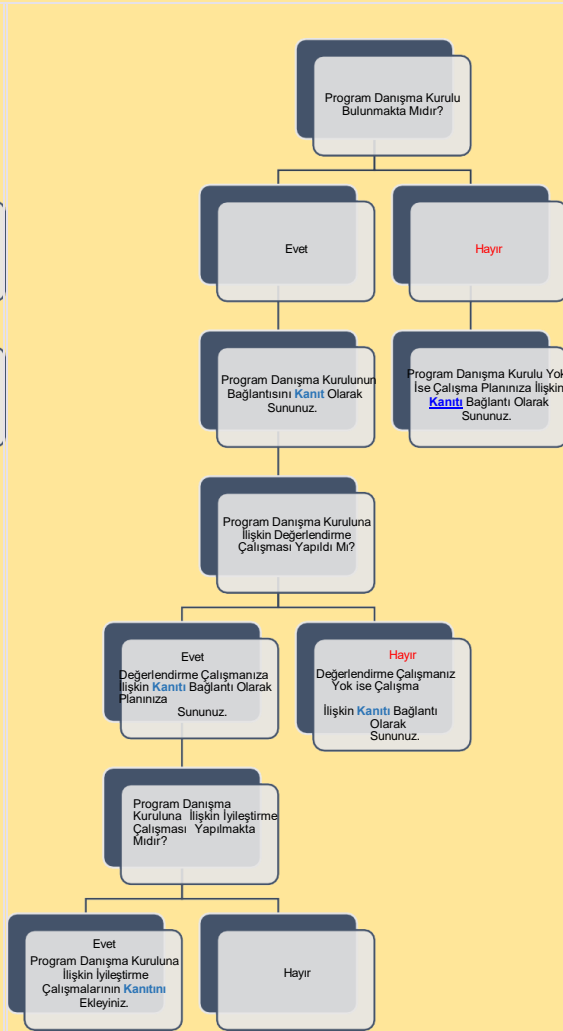 Program Danışma Kurulu
Bulunmakta Mıdır?
Evet
Hayır
Program Danışma Kurulunun
Bağlantısını Kanıt Olarak
Sununuz.
Program Danışma Kurulu Yok
İse Çalışma Planınıza İlişkin
Kanıtı Bağlantı Olarak
Sununuz.
Program Danışma Kuruluna
İlişkin Değerlendirme
Çalışması Yapıldı Mı?
Evet
Değerlendirme Çalışmanıza
İlişkin Kanıtı Bağlantı Olarak
Planınıza
Sununuz.
Hayır
Değerlendirme Çalışmanız
Yok ise Çalışma
İlişkin Kanıtı Bağlantı
Olarak
Sununuz.
Program Danışma
Kuruluna İlişkin İyileştirme
Çalışması Yapılmakta
Mıdır?
Evet
Program Danışma Kuruluna
İlişkin İyileştirme
Çalışmalarının Kanıtını
Ekleyiniz.
Hayır